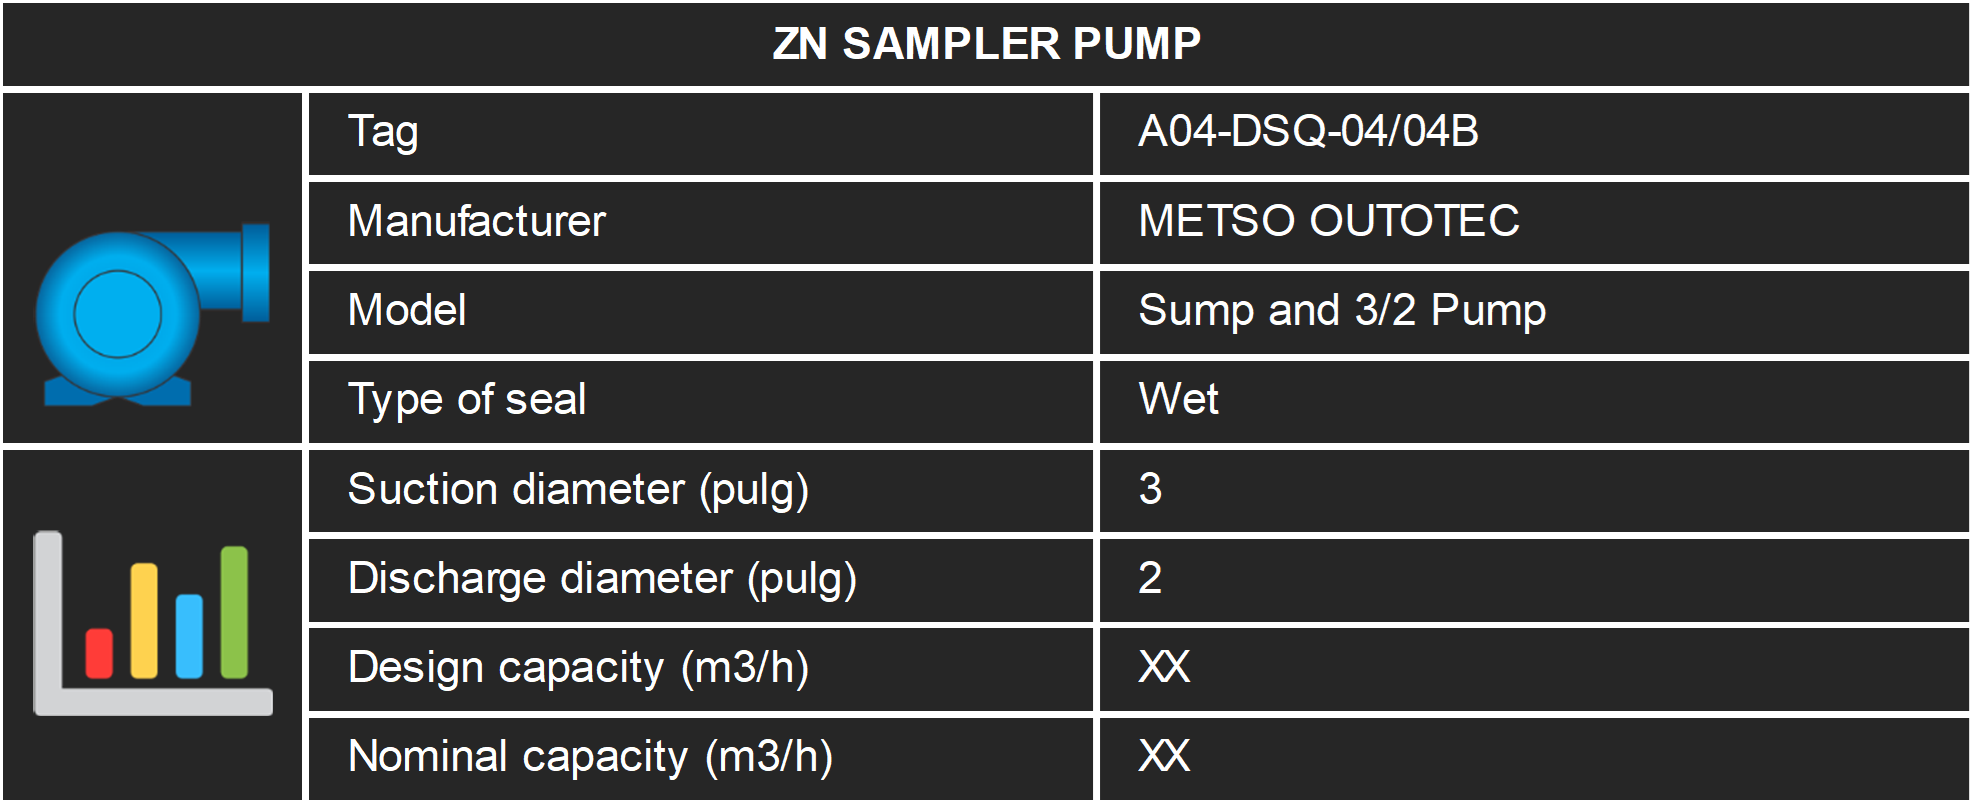 ZN SAMPLER PUMP
Tag A04-DSQ-04/04B
Manufacturer METSO OUTOTEC
Model Sump and 3/2 Pump
Type of seal Wet
Suction diameter (pulg) 3
Discharge diameter (pulg) 2
Design capacity (m3/h) XX
Nominal capacity (m3/h) XX